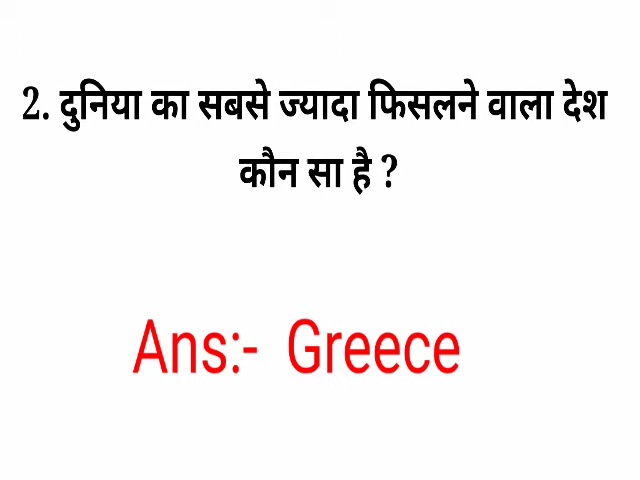 2. दुनिया का सबसे ज्यादा फिसलने वाला देश
कौन सा है ?
Ans:- Greece